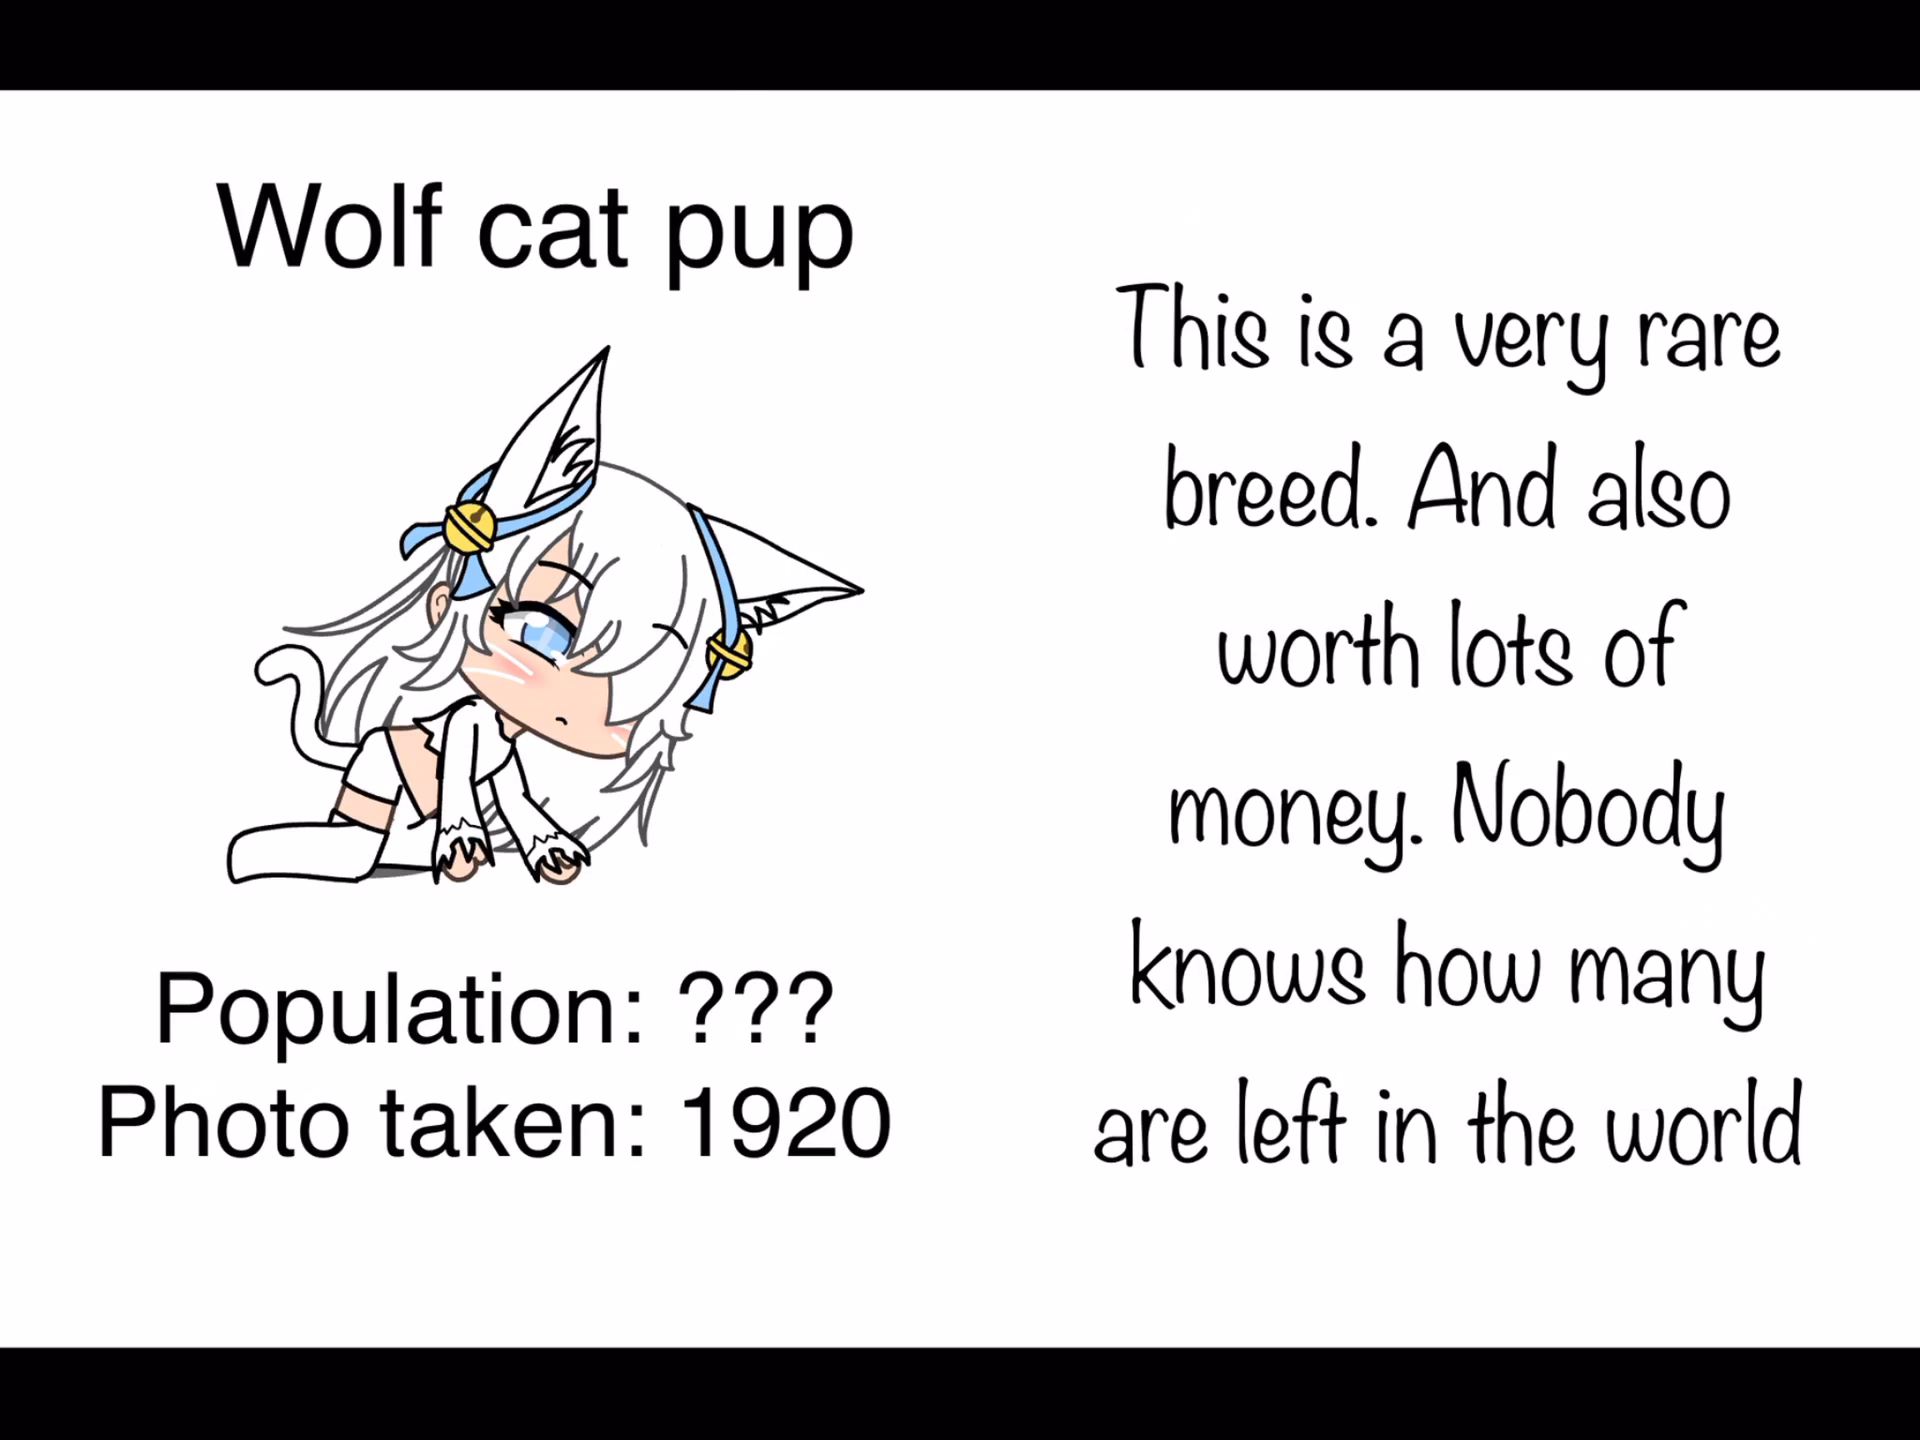 Wolf cat pup
Population: ???
Photo taken: 1920
This is a very rare
breed. And also
worth lots of
money. Nobody
knows how many
are left in the world